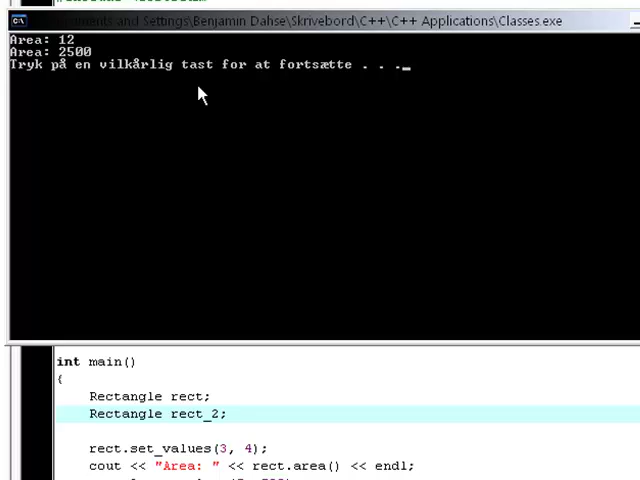 ments and Settings\Benjamin Dahse\Skrivebord\C++\C++ Applications\Classes.exe
Area: 12
Area: 2500
Tryk på en vilkårlig tast for at fortsætte . . ._
int main()
{
Rectangle rect;
Rectangle rect_2;
rect.set_values(3, 4);
cout << "Area: " << rect.area() << endl;